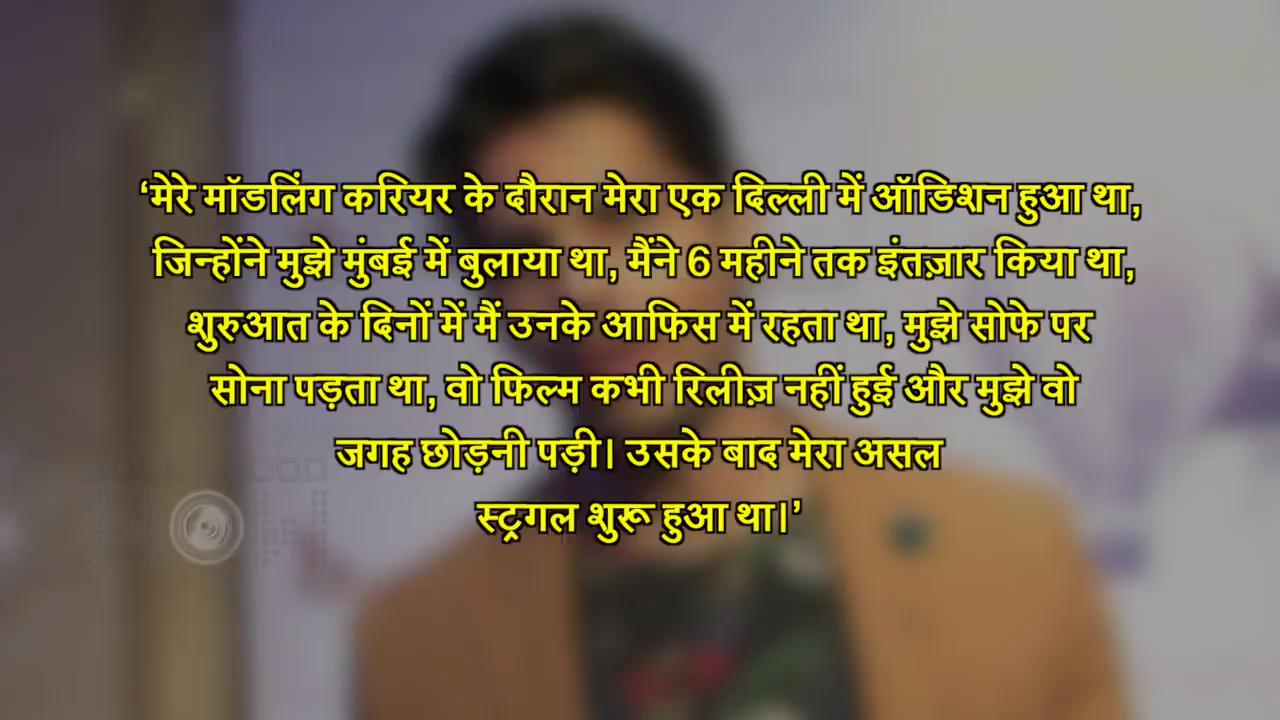 ‘मेरे मॉडलिंग करियर के दौरान मेरा एक दिल्ली में ऑडिशन हुआ था,
जिन्होंने मुझे मुंबई में बुलाया था, मैंने 6 महीने तक इंतज़ार किया था,
शुरुआत के दिनों में मैं उनके आफिस में रहता था, मुझे सोफे पर
सोना पड़ता था, वो फिल्म कभी रिलीज़ नहीं हुई और मुझे वो
जगह छोड़नी पड़ी। उसके बाद मेरा असल
स्ट्रगल शुरू हुआ था।’